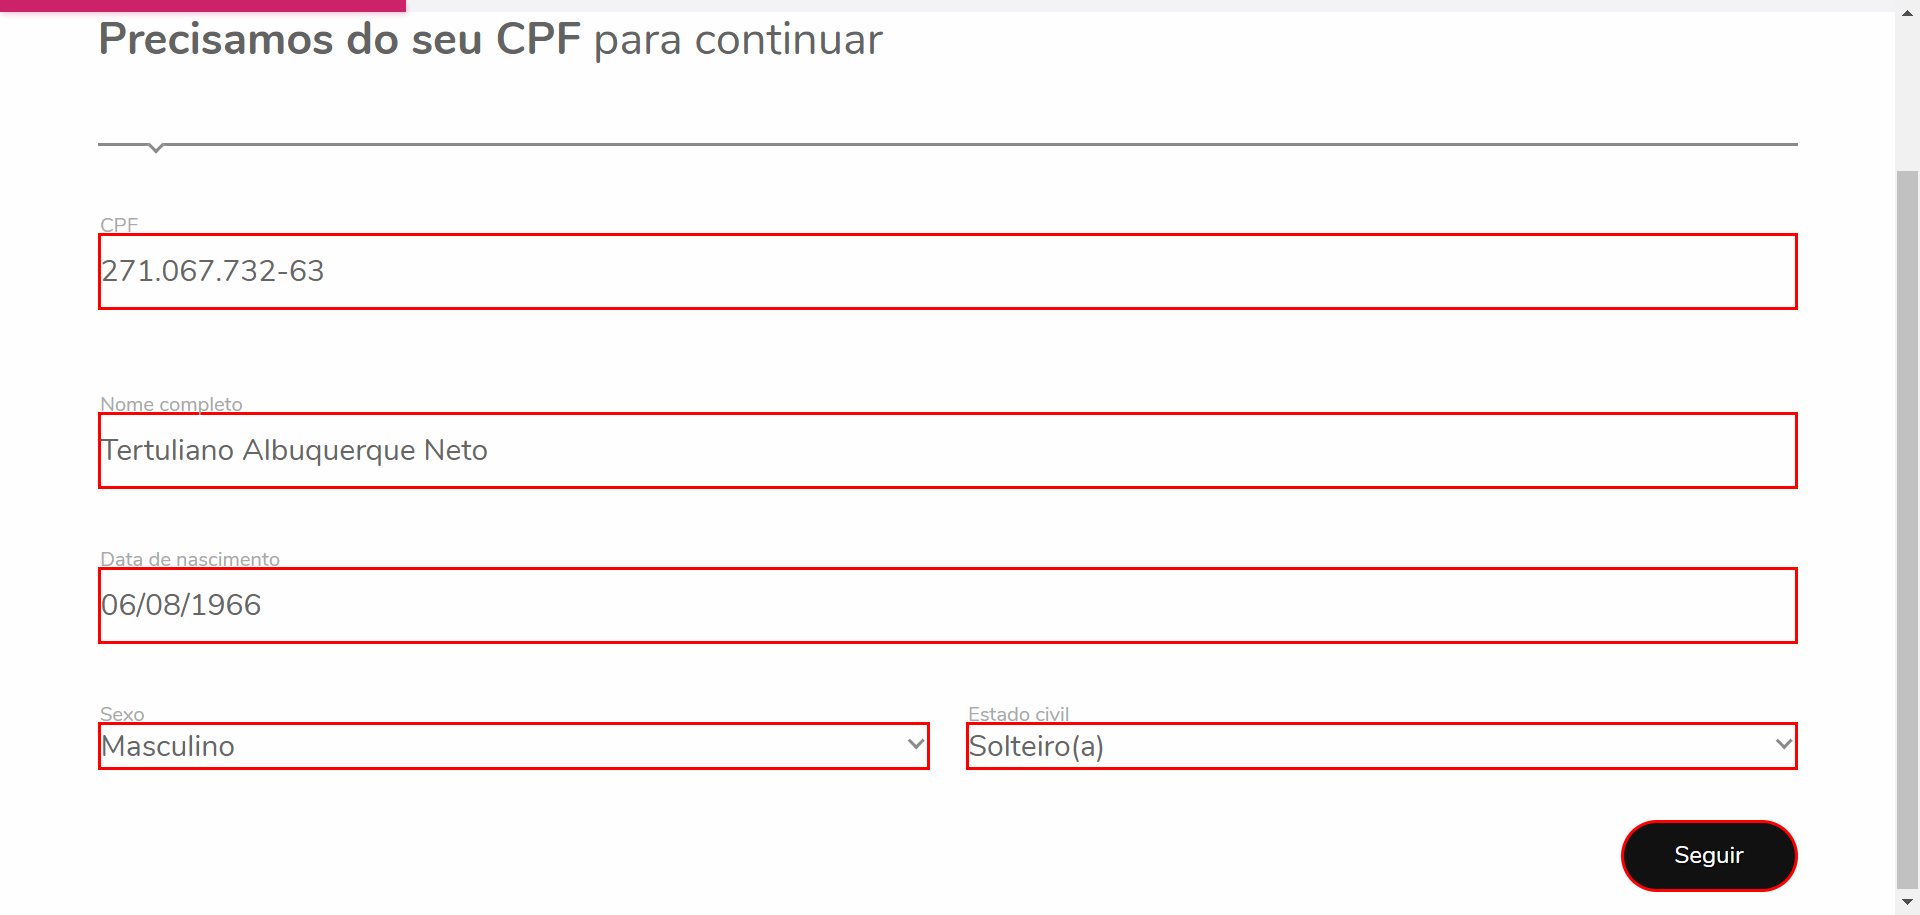 Precisamos do seu CPF para continuar
CPF
271.067.732-63
Nome completo
Tertuliano Albuquerque Neto
Data de nascimento
06/08/1966
Sexo
Masculino
Estado civil
Solteiro(a)
Seguir